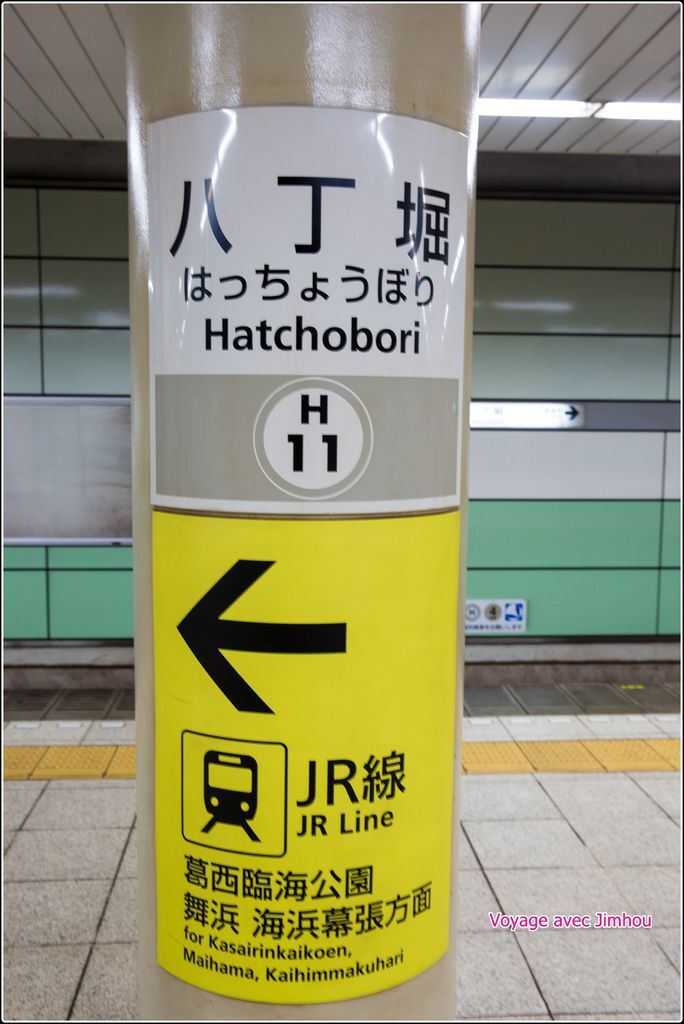 八丁堀
はっちょうぼり
Hatchobori
H
11
JR線
JR Line
葛西臨海公園
舞浜 海浜幕張方面
for Kasairinkaikoen,
Maihama, Kaihimmakuhari
H 4
Voyage avec Jimhou